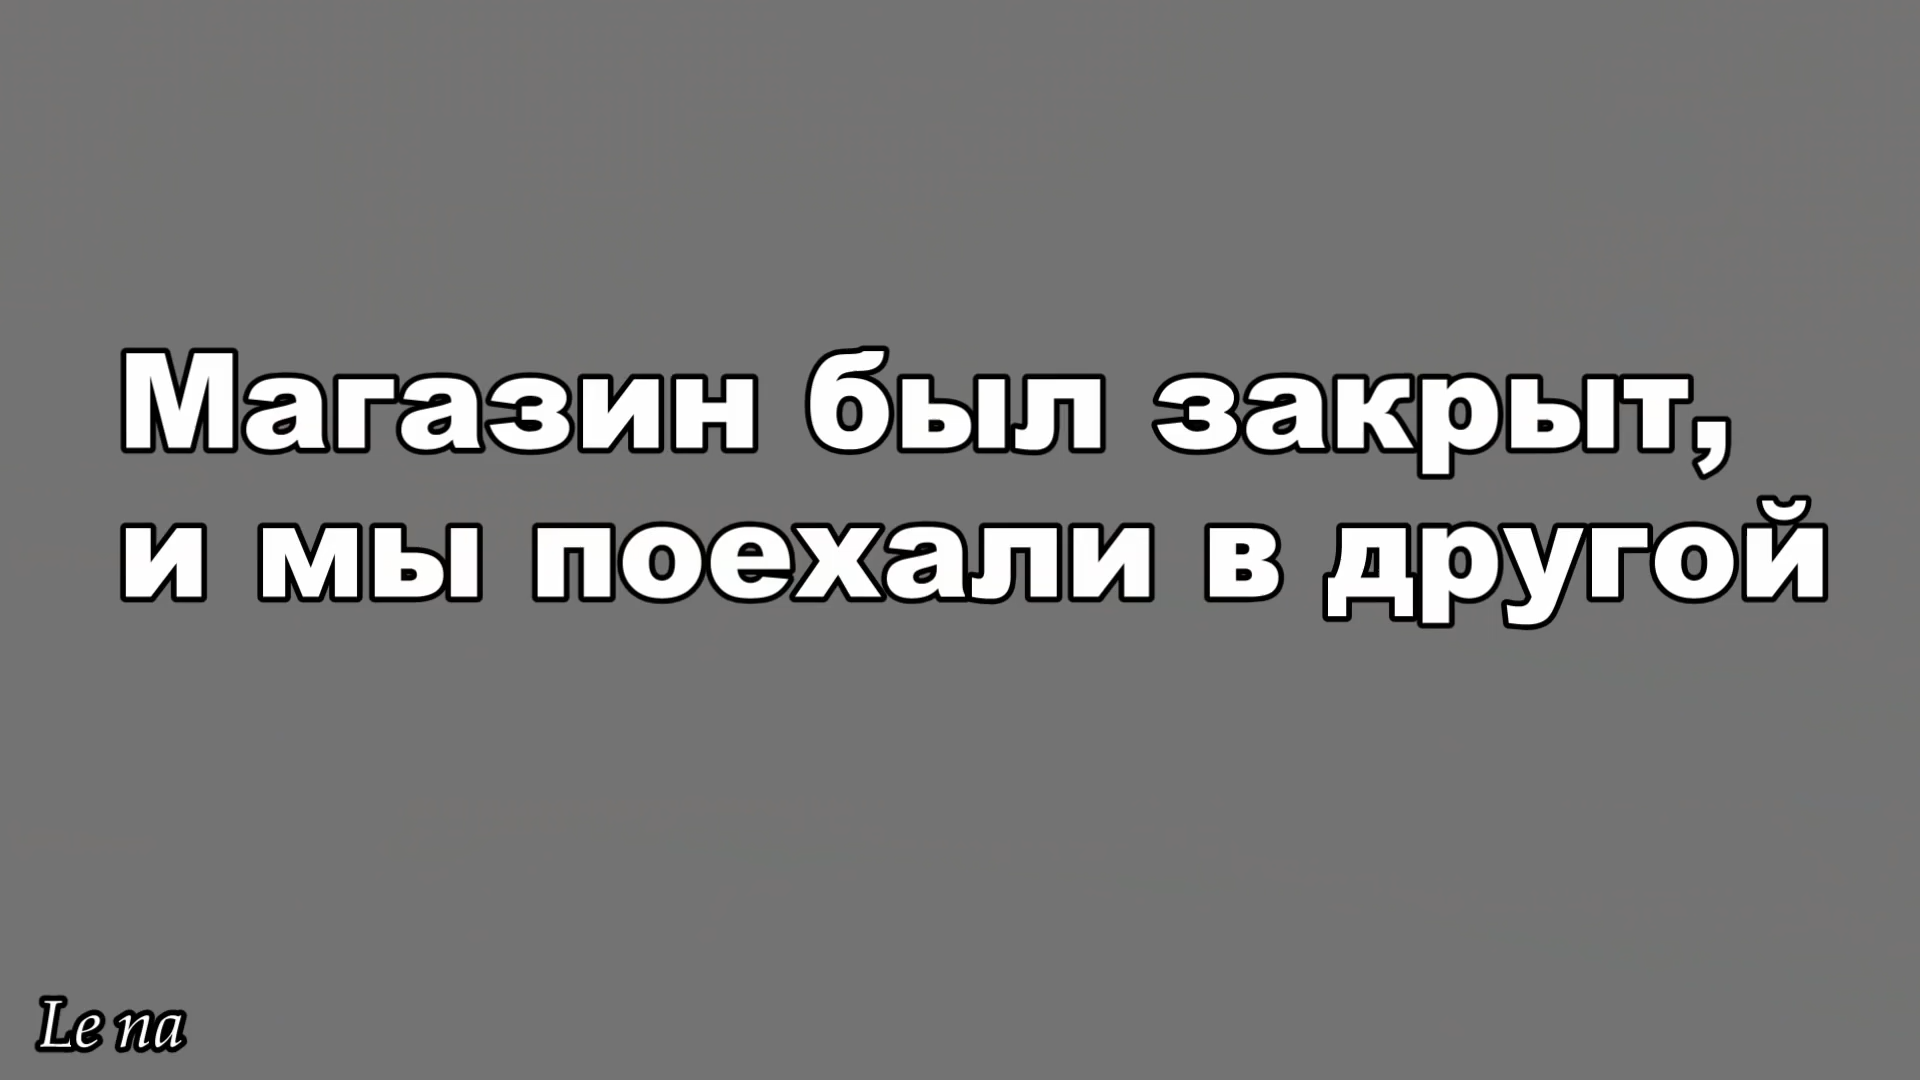 Магазин был закрыт,
и мы поехали в другой
Le na